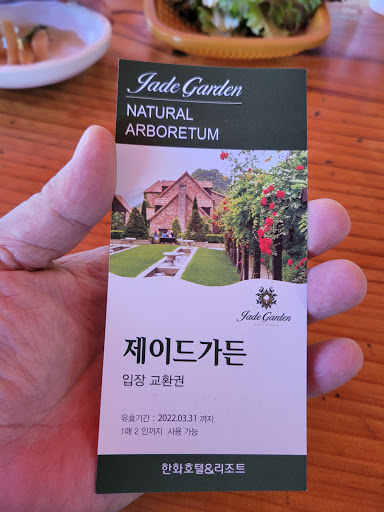 Jade Garden
NATURAL
ARBORETUM
Jade Garden
제이드가든
입장 교환권
유효기간 : 2022.03.31 까지
1매 2 인까지 사용 가능
한화호텔&리조트